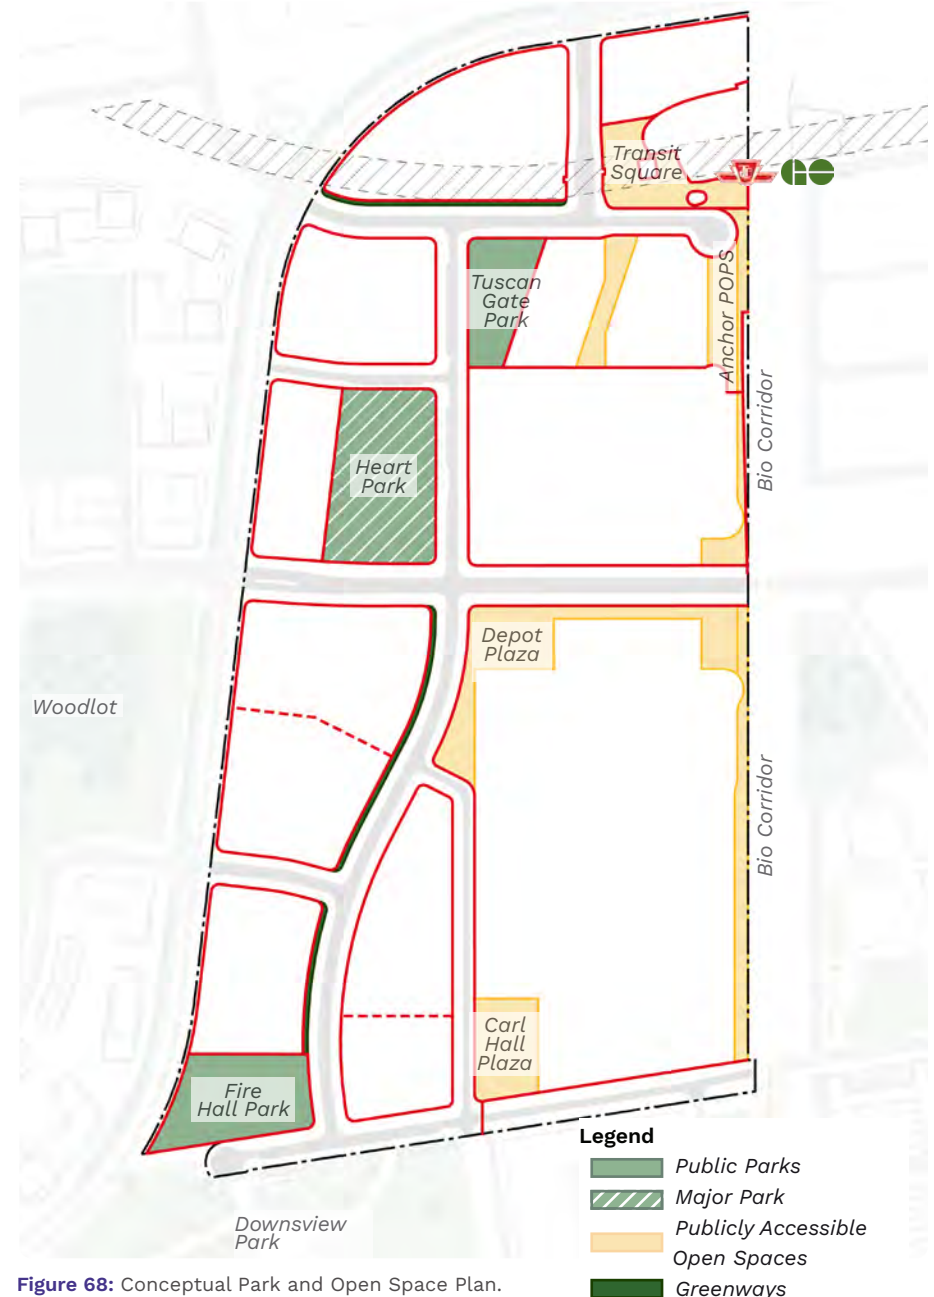 Transit
Square
Tuscan
Gate
Park
Anchor POPS
Heart
Park
Bio Corridor
Depot
Plaza
Woodlot
Bio Corridor
Carl
Hall
Plaza
Fire
Hall Park
Legend
Public Parks
Major Park
Publicly Accessible
Open Spaces
Greenways
Downsview
Park
Figure 68: Conceptual Park and Open Space Plan.